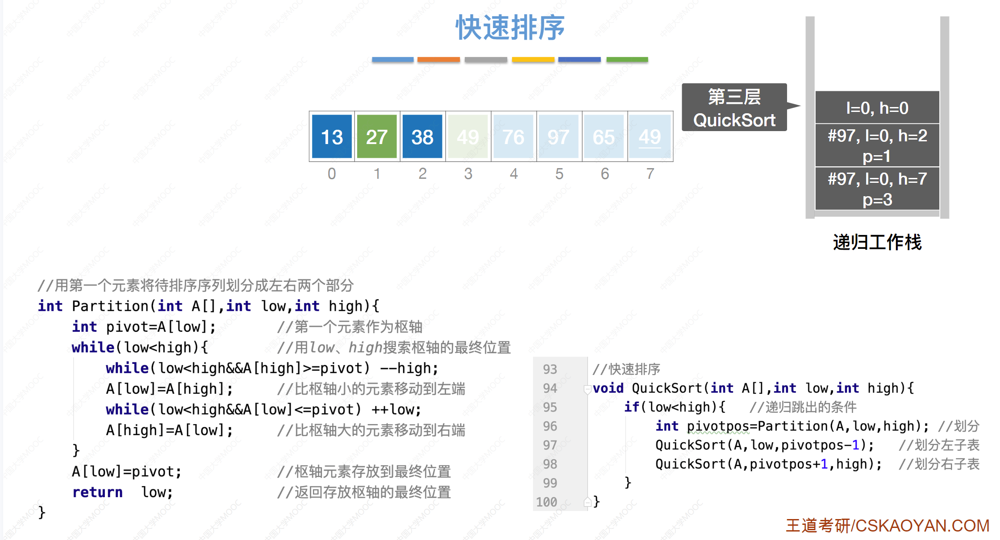 快速排序
第三层
QuickSort
l=0, h=0
#97, l=0, h=2
p=1
#97, l=0, h=7
p=3
递归工作栈
13 27 38 49 76 97 65 49
0 1 2 3 4 5 6 7
//用第一个元素将待排序序列划分成左右两个部分
int Partition(int A[],int low,int high){
    int pivot=A[low];       //第一个元素作为枢轴
    while(low<high){        //用low、high搜索枢轴的最终位置
        while(low<high&&A[high]>=pivot) --high;
        A[low]=A[high];     //比枢轴小的元素移动到左端
        while(low<high&&A[low]<=pivot) ++low;
        A[high]=A[low];     //比枢轴大的元素移动到右端
    }
    A[low]=pivot;           //枢轴元素存放到最终位置
    return  low;            //返回存放枢轴的最终位置
}
93 //快速排序
94 void QuickSort(int A[],int low,int high){
95     if(low<high){   //递归跳出的条件
96         int pivotpos=Partition(A,low,high); //划分
97         QuickSort(A,low,pivotpos-1);   //划分左子表
98         QuickSort(A,pivotpos+1,high);  //划分右子表
99     }
100 }
王道考研/CSKAOYAN.COM
中国大学MOOC